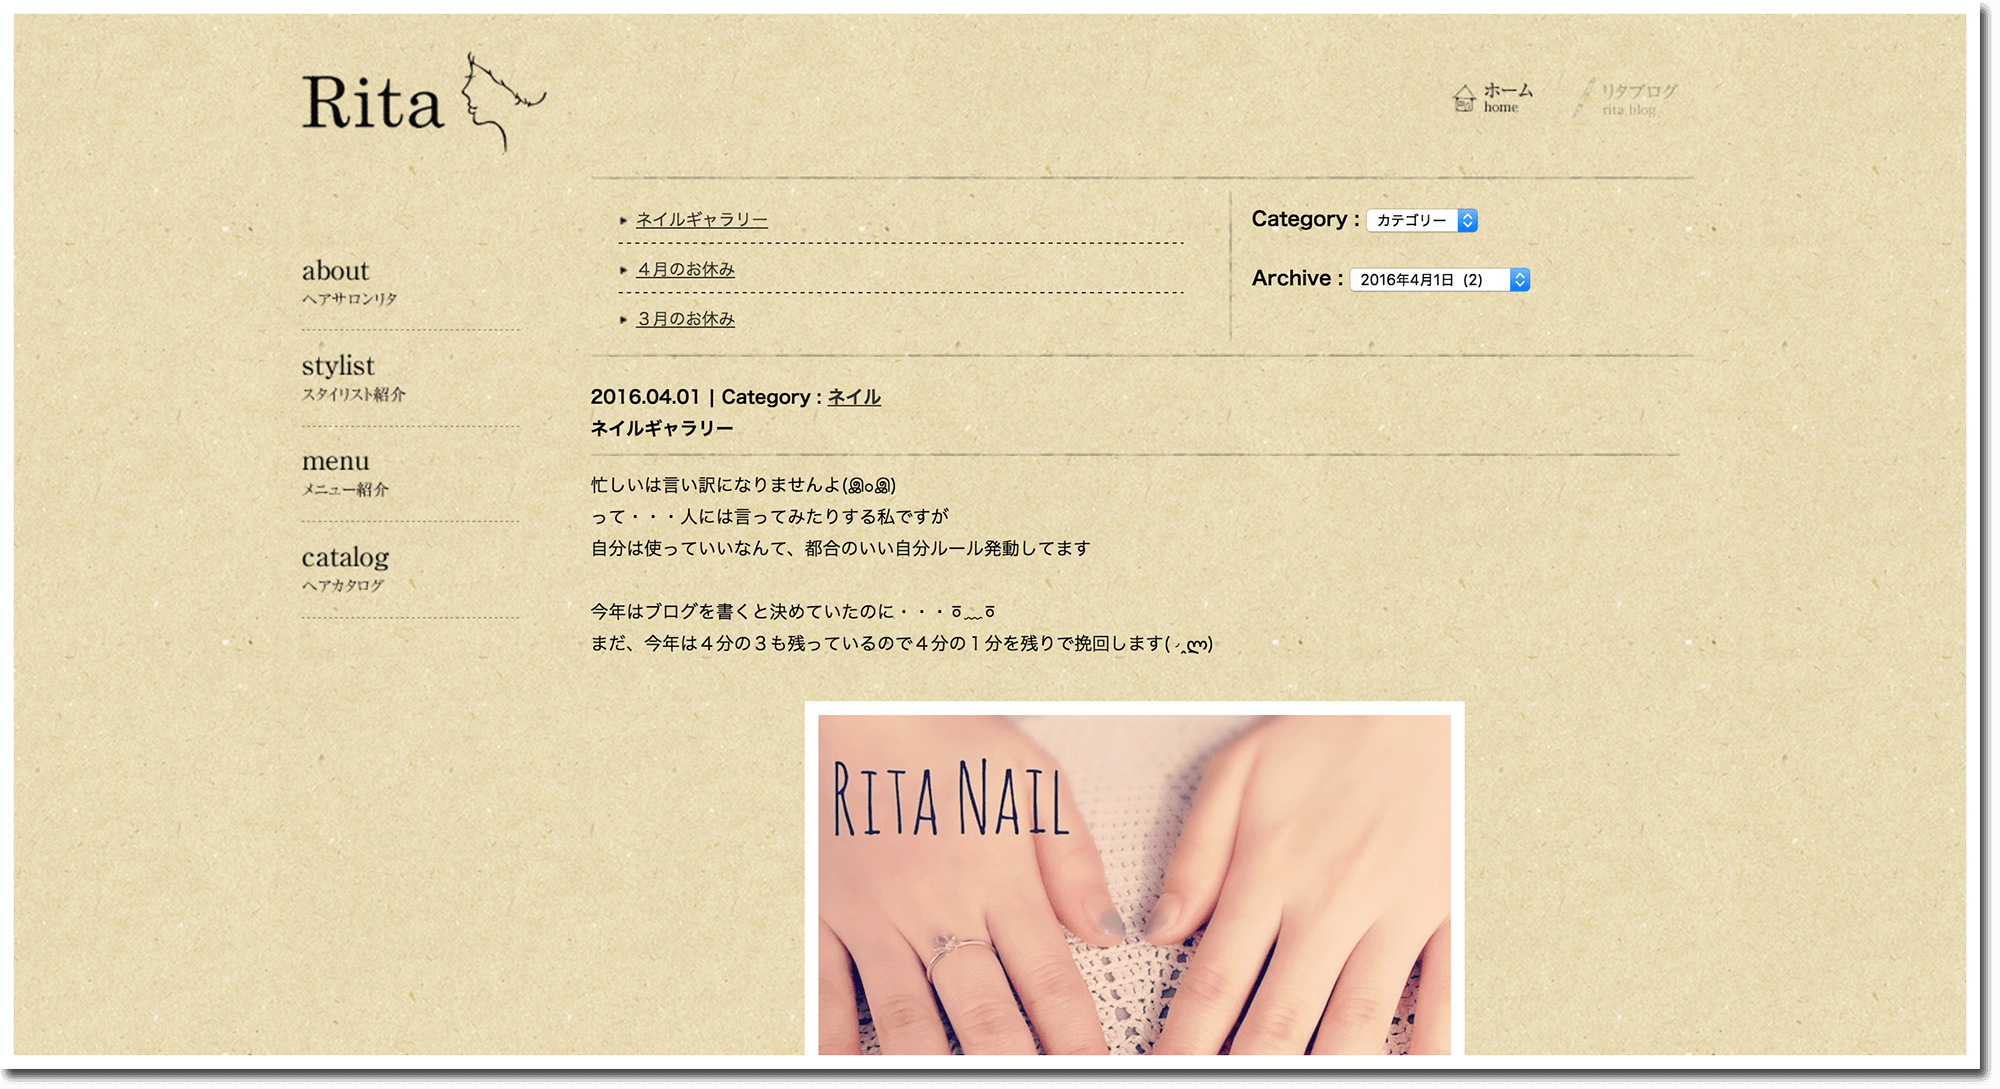 Rita
ホーム
home
リタブログ
rita blog
ネイルギャラリー
４月のお休み
３月のお休み
Category : カテゴリー
Archive : 2016年4月1日 (2)
about
ヘアサロンリタ
stylist
スタイリスト紹介
menu
メニュー紹介
catalog
ヘアカタログ
2016.04.01 | Category : ネイル
ネイルギャラリー
忙しいは言い訳になりませんよ(இoஇ)
って・・・人には言ってみたりする私ですが
自分は使っていいなんて、都合のいい自分ルール発動してます
今年はブログを書くと決めていたのに・・・ㆆ﹏ㆆ
まだ、今年は４分の３も残っているので４分の１分を残りで挽回します( ˊ̱˂˃ˋ̱ )
RITA NAIL